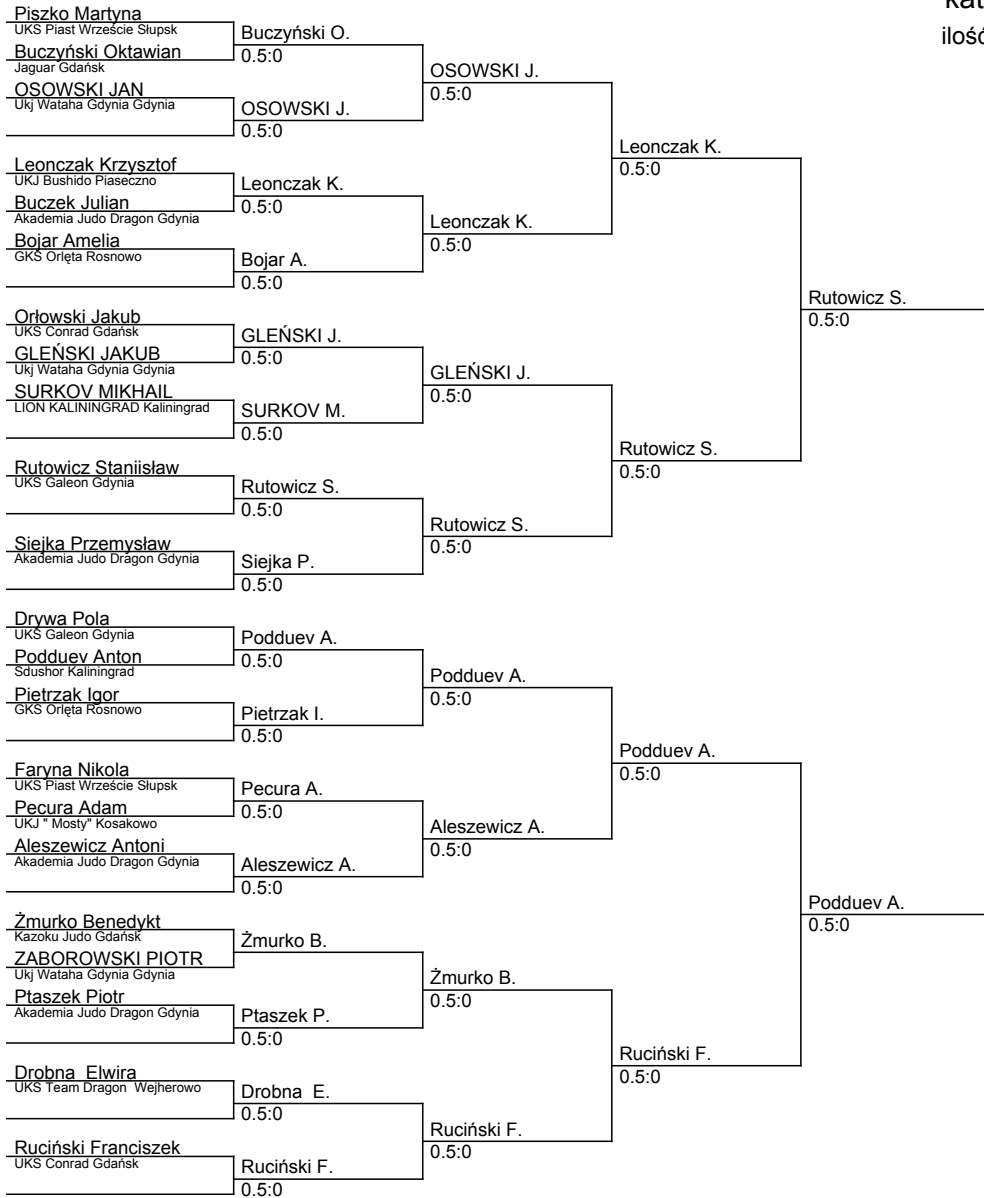 Piszko Martyna
UKS Piast Wrzeście Słupsk
Buczyński Oktawian
Jaguar Gdańsk
OSOWSKI JAN
Ukj Wataha Gdynia Gdynia
Leonczak Krzysztof
UKJ Bushido Piaseczno
Buczek Julian
Akademia Judo Dragon Gdynia
Bojar Amelia
GKS Orlęta Rosnowo
Orłowski Jakub
UKS Conrad Gdańsk
GLEŃSKI JAKUB
Ukj Wataha Gdynia Gdynia
SURKOV MIKHAIL
LION KALININGRAD Kaliningrad
Rutowicz Staniisław
UKS Galeon Gdynia
Siejka Przemysław
Akademia Judo Dragon Gdynia
Drywa Pola
UKS Galeon Gdynia
Podduev Anton
Sdushor Kaliningrad
Pietrzak Igor
GKS Orlęta Rosnowo
Faryna Nikola
UKS Piast Wrzeście Słupsk
Pecura Adam
UKJ " Mosty" Kosakowo
Aleszewicz Antoni
Akademia Judo Dragon Gdynia
Żmurko Benedykt
Kazoku Judo Gdańsk
ZABOROWSKI PIOTR
Ukj Wataha Gdynia Gdynia
Ptaszek Piotr
Akademia Judo Dragon Gdynia
Drobna Elwira
UKS Team Dragon Wejherowo
Ruciński Franciszek
UKS Conrad Gdańsk
Buczyński O.
0.5:0
OSOWSKI J.
0.5:0
Leonczak K.
0.5:0
Bojar A.
0.5:0
GLEŃSKI J.
0.5:0
SURKOV M.
0.5:0
Rutowicz S.
0.5:0
Siejka P.
0.5:0
Podduev A.
0.5:0
Pietrzak I.
0.5:0
Pecura A.
0.5:0
Aleszewicz A.
0.5:0
Żmurko B.
Ptaszek P.
0.5:0
Drobna E.
0.5:0
Ruciński F.
0.5:0
OSOWSKI J.
0.5:0
Leonczak K.
0.5:0
GLEŃSKI J.
0.5:0
Rutowicz S.
0.5:0
Podduev A.
0.5:0
Aleszewicz A.
0.5:0
Żmurko B.
0.5:0
Ruciński F.
0.5:0
Leonczak K.
0.5:0
Rutowicz S.
0.5:0
Podduev A.
0.5:0
Ruciński F.
0.5:0
Rutowicz S.
0.5:0
Podduev A.
0.5:0